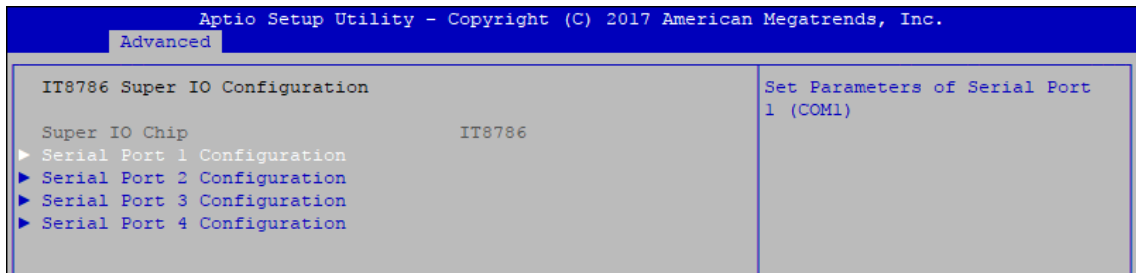 Aptio Setup Utility - Copyright (C) 2017 American Megatrends, Inc.
Advanced
IT8786 Super IO Configuration
Super IO Chip IT8786
► Serial Port 1 Configuration
► Serial Port 2 Configuration
► Serial Port 3 Configuration
► Serial Port 4 Configuration
Set Parameters of Serial Port
1 (COM1)